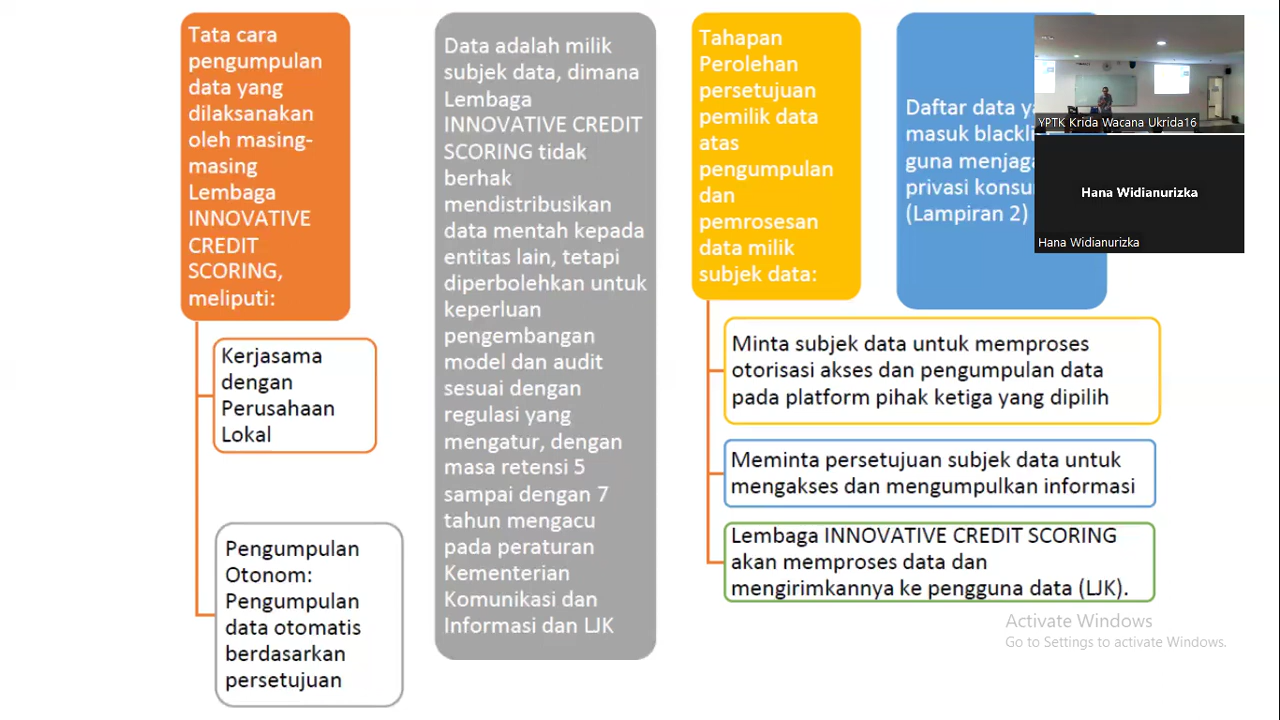 Tata cara
pengumpulan
data yang
dilaksanakan
oleh masing-
masing
Lembaga
INNOVATIVE
CREDIT
SCORING,
meliputi:
Kerjasama
dengan
Perusahaan
Lokal
Pengumpulan
Otonom:
Pengumpulan
data otomatis
berdasarkan
persetujuan
Data adalah milik
subjek data, dimana
Lembaga
INNOVATIVE CREDIT
SCORING tidak
berhak
mendistribusikan
data mentah kepada
entitas lain, tetapi
diperbolehkan untuk
keperluan
pengembangan
model dan audit
sesuai dengan
regulasi yang
mengatur, dengan
masa retensi 5
sampai dengan 7
tahun mengacu
pada peraturan
Kementerian
Komunikasi dan
Informasi dan LJK
Tahapan
Perolehan
persetujuan
pemilik data
atas
pengumpulan
dan
pemrosesan
data milik
subjek data:
Minta subjek data untuk memproses
otorisasi akses dan pengumpulan data
pada platform pihak ketiga yang dipilih
Meminta persetujuan subjek data untuk
mengakses dan mengumpulkan informasi
Lembaga INNOVATIVE CREDIT SCORING
akan memproses data dan
mengirimkannya ke pengguna data (LJK).
Daftar data
masuk
guna
privasi
(Lampiran 2)
YPTK Krida Wacana Ukrida16
Hana Widianurizka
Hana Widianurizka
Activate Windows
Go to Settings to activate Windows.